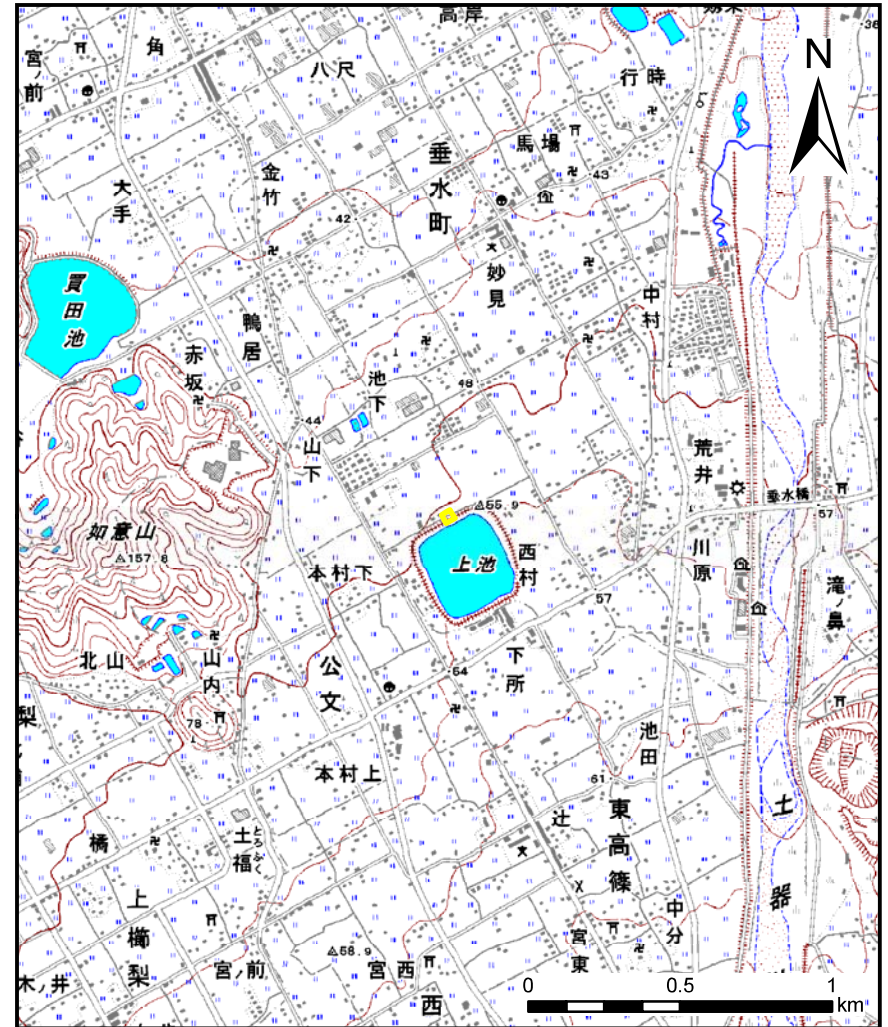 高岸
角
宮ノ前
八尺
行時
38
馬場
垂水町
大手
金竹
43
42
妙見
買田池
中村
鴨居
赤坂
池ノ下
48
44
山下
荒井
垂水橋
57
55.9
如意山
157.8
上池
西村
川原
本村下
57
滝ノ鼻
北山
山内
公文
54
下所
梨
78
池田
本村上
61
土
橘
土福
とろふく
辻
東高篠
器
上櫛梨
中分
58.9
宮ノ前
宮西
宮東
木ノ井
西
N
0
0.5
1
km